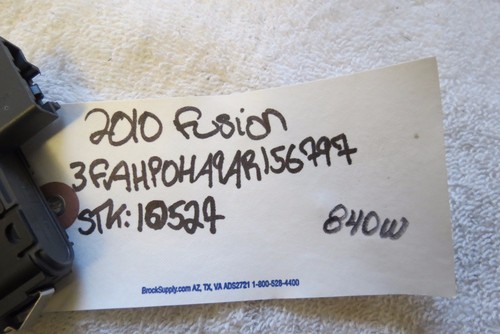 2010 Fusion
3FAHP0HA9AR156797
STK: 10527
840W
BrookSupply.com AZ, TX, VA ADS2721 1-800-528-4400